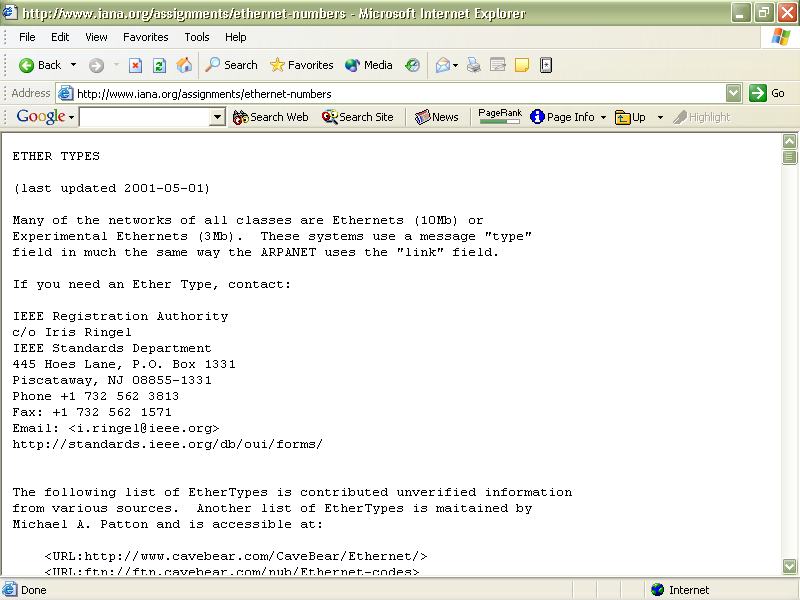 http://www.iana.org/assignments/ethernet-numbers - Microsoft Internet Explorer
File Edit View Favorites Tools Help
Back Search Favorites Media
Address http://www.iana.org/assignments/ethernet-numbers Go
Google Search Web Search Site News PageRank Page Info Up Highlight
ETHER TYPES
(last updated 2001-05-01)
Many of the networks of all classes are Ethernets (10Mb) or
Experimental Ethernets (3Mb).  These systems use a message "type"
field in much the same way the ARPANET uses the "link" field.
If you need an Ether Type, contact:
IEEE Registration Authority
c/o Iris Ringel
IEEE Standards Department
445 Hoes Lane, P.O. Box 1331
Piscataway, NJ 08855-1331
Phone +1 732 562 3813
Fax: +1 732 562 1571
Email: <i.ringel@ieee.org>
http://standards.ieee.org/db/oui/forms/
The following list of EtherTypes is contributed unverified information
from various sources.  Another list of EtherTypes is maitained by
Michael A. Patton and is accessible at:
<URL:http://www.cavebear.com/CaveBear/Ethernet/>
<URL:ftp://ftp.cavebear.com/pub/Ethernet-codes>
Done Internet